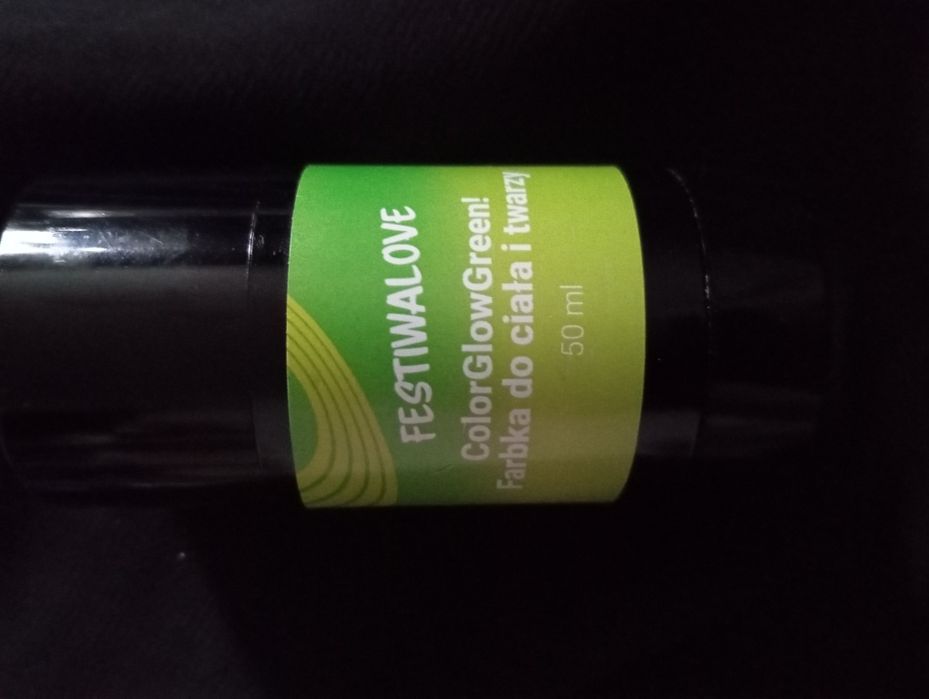 FESTIWALOVE
ColorGlowGreen!
Farbka do ciała i twarzy
50 ml